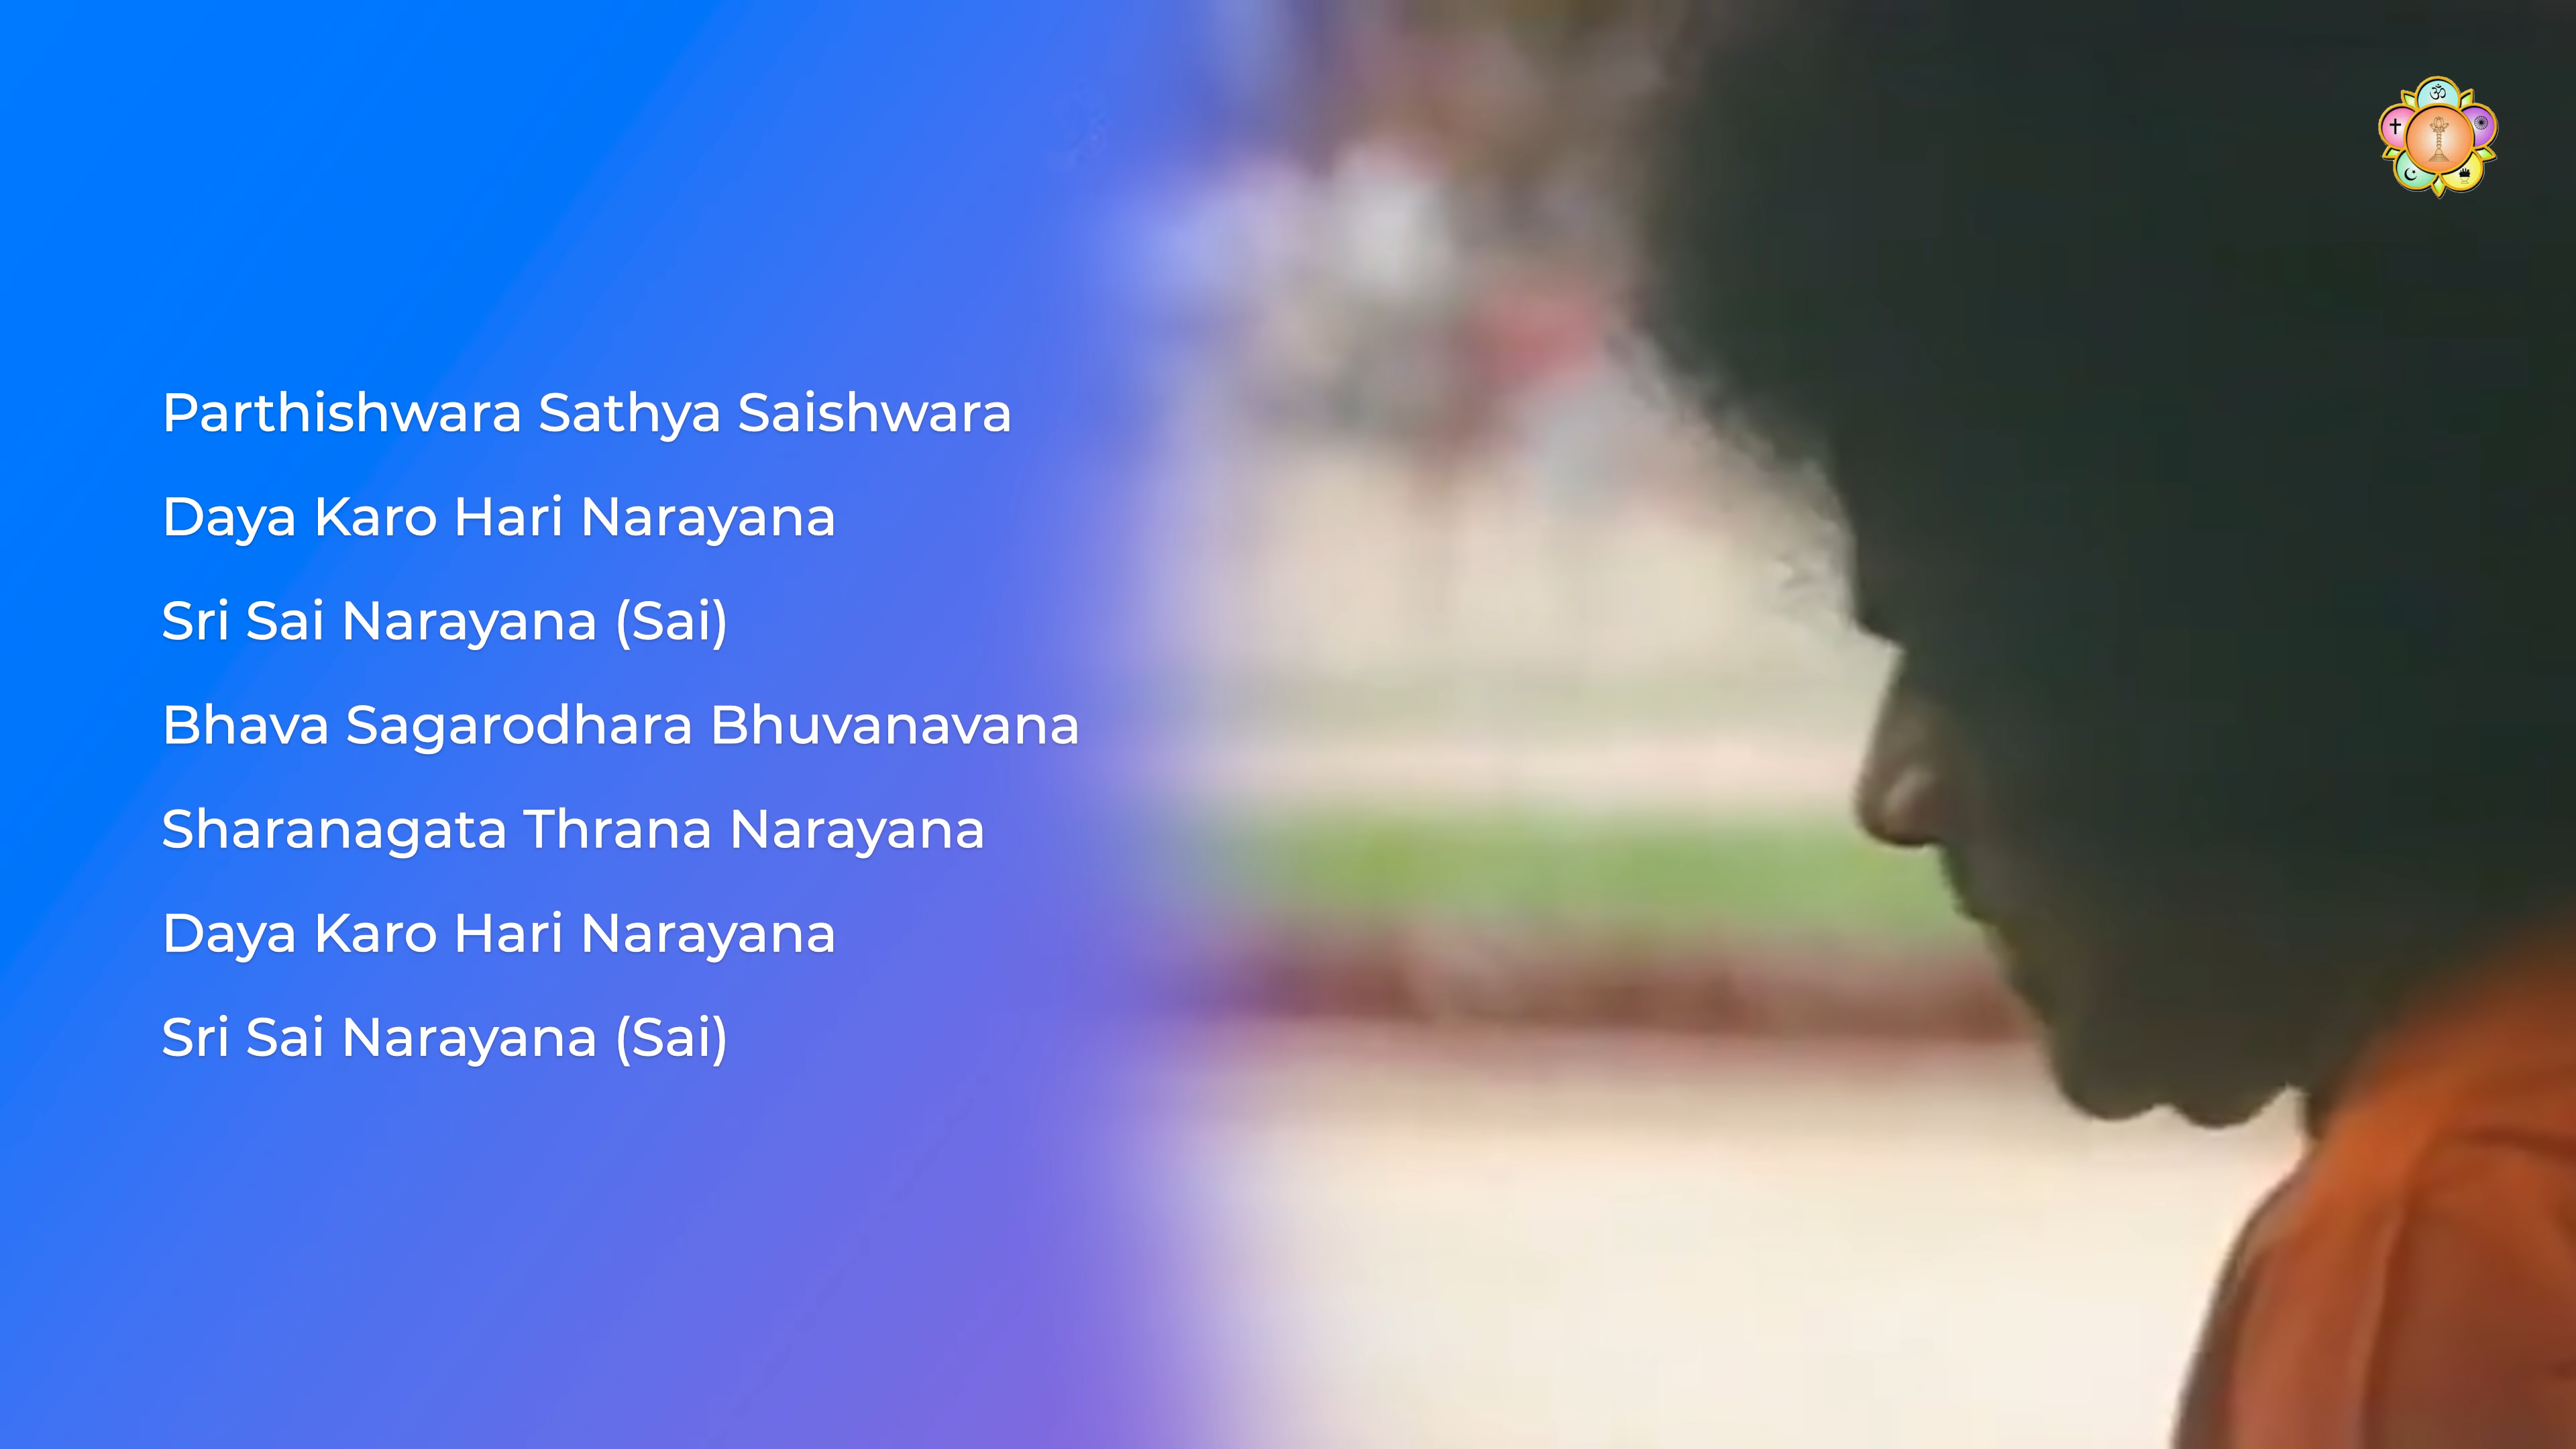 Parthishwara Sathya Saishwara
Daya Karo Hari Narayana
Sri Sai Narayana (Sai)
Bhava Sagarodhara Bhuvanavana
Sharanagata Thrana Narayana
Daya Karo Hari Narayana
Sri Sai Narayana (Sai)
ॐ